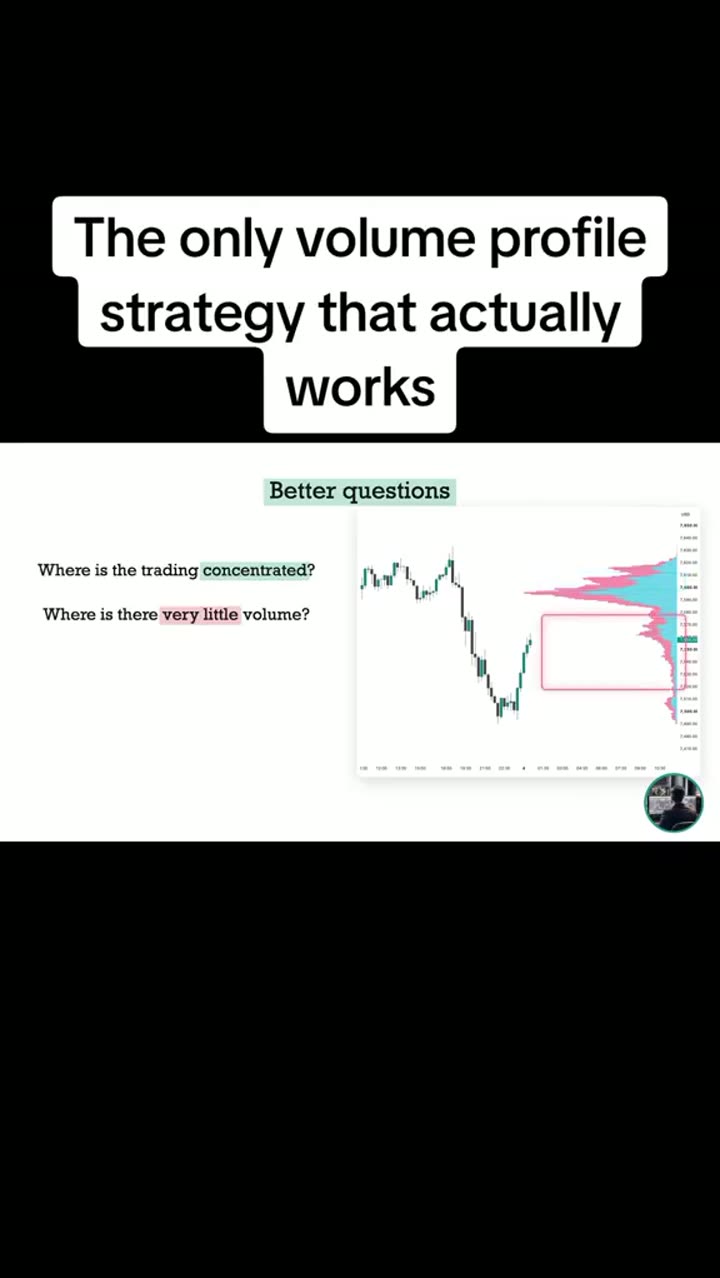 The only volume profile
strategy that actually
works
Better questions
Where is the trading concentrated?
Where is there very little volume?